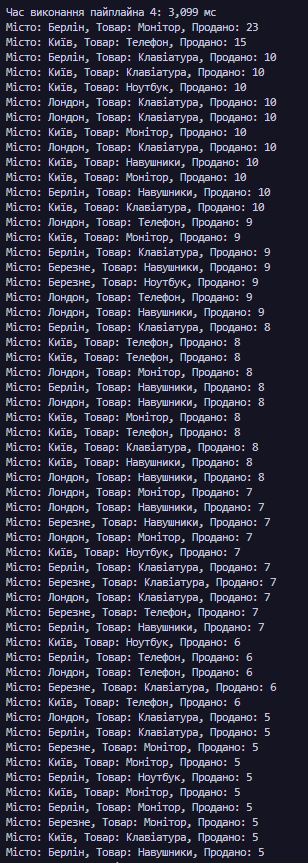 Час виконання пайплайна 4: 3,099 мс
Місто: Берлін, Товар: Монітор, Продано: 23
Місто: Київ, Товар: Телефон, Продано: 15
Місто: Берлін, Товар: Клавіатура, Продано: 10
Місто: Київ, Товар: Клавіатура, Продано: 10
Місто: Київ, Товар: Ноутбук, Продано: 10
Місто: Лондон, Товар: Клавіатура, Продано: 10
Місто: Лондон, Товар: Клавіатура, Продано: 10
Місто: Київ, Товар: Монітор, Продано: 10
Місто: Лондон, Товар: Клавіатура, Продано: 10
Місто: Київ, Товар: Навушники, Продано: 10
Місто: Київ, Товар: Монітор, Продано: 10
Місто: Берлін, Товар: Навушники, Продано: 10
Місто: Київ, Товар: Клавіатура, Продано: 10
Місто: Лондон, Товар: Телефон, Продано: 9
Місто: Київ, Товар: Монітор, Продано: 9
Місто: Берлін, Товар: Клавіатура, Продано: 9
Місто: Березне, Товар: Навушники, Продано: 9
Місто: Березне, Товар: Ноутбук, Продано: 9
Місто: Лондон, Товар: Телефон, Продано: 9
Місто: Лондон, Товар: Навушники, Продано: 9
Місто: Берлін, Товар: Клавіатура, Продано: 8
Місто: Київ, Товар: Телефон, Продано: 8
Місто: Київ, Товар: Телефон, Продано: 8
Місто: Лондон, Товар: Монітор, Продано: 8
Місто: Берлін, Товар: Навушники, Продано: 8
Місто: Лондон, Товар: Навушники, Продано: 8
Місто: Київ, Товар: Монітор, Продано: 8
Місто: Київ, Товар: Телефон, Продано: 8
Місто: Київ, Товар: Клавіатура, Продано: 8
Місто: Київ, Товар: Навушники, Продано: 8
Місто: Лондон, Товар: Навушники, Продано: 8
Місто: Лондон, Товар: Монітор, Продано: 7
Місто: Лондон, Товар: Навушники, Продано: 7
Місто: Березне, Товар: Навушники, Продано: 7
Місто: Лондон, Товар: Монітор, Продано: 7
Місто: Київ, Товар: Ноутбук, Продано: 7
Місто: Берлін, Товар: Клавіатура, Продано: 7
Місто: Березне, Товар: Клавіатура, Продано: 7
Місто: Лондон, Товар: Клавіатура, Продано: 7
Місто: Березне, Товар: Телефон, Продано: 7
Місто: Берлін, Товар: Навушники, Продано: 7
Місто: Київ, Товар: Ноутбук, Продано: 6
Місто: Берлін, Товар: Телефон, Продано: 6
Місто: Лондон, Товар: Телефон, Продано: 6
Місто: Березне, Товар: Клавіатура, Продано: 6
Місто: Київ, Товар: Телефон, Продано: 6
Місто: Лондон, Товар: Клавіатура, Продано: 5
Місто: Берлін, Товар: Клавіатура, Продано: 5
Місто: Березне, Товар: Монітор, Продано: 5
Місто: Київ, Товар: Монітор, Продано: 5
Місто: Берлін, Товар: Ноутбук, Продано: 5
Місто: Київ, Товар: Монітор, Продано: 5
Місто: Берлін, Товар: Монітор, Продано: 5
Місто: Березне, Товар: Монітор, Продано: 5
Місто: Київ, Товар: Клавіатура, Продано: 5
Місто: Берлін, Товар: Навушники, Продано: 5